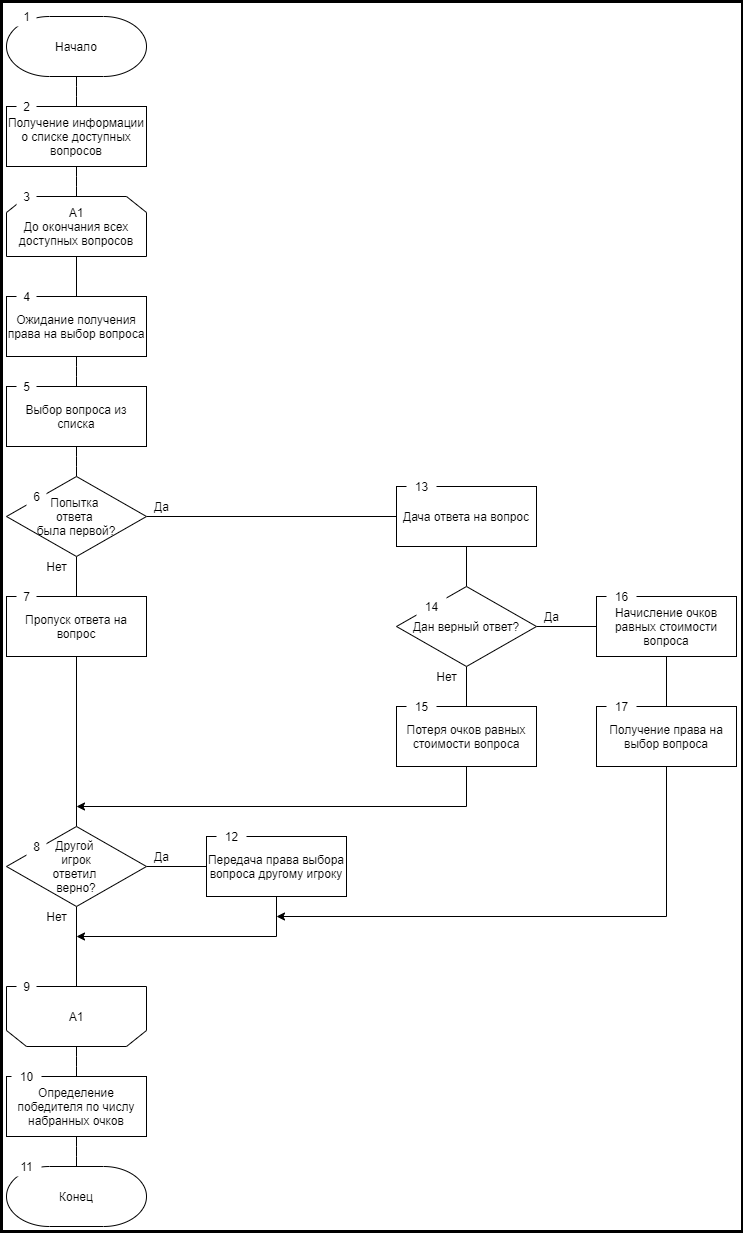 1
Начало
2
Получение информации
о списке доступных
вопросов
3
А1
До окончания всех
доступных вопросов
4
Ожидание получения
права на выбор вопроса
5
Выбор вопроса из
списка
6
Попытка
ответа
была первой?
Да
Нет
7
Пропуск ответа на
вопрос
13
Дача ответа на вопрос
14
Дан верный ответ?
Да
Нет
16
Начисление очков
равных стоимости
вопроса
15
Потеря очков равных
стоимости вопроса
17
Получение права на
выбор вопроса
8
Другой
игрок
ответил
верно?
Да
Нет
12
Передача права выбора
вопроса другому игроку
9
А1
10
Определение
победителя по числу
набранных очков
11
Конец